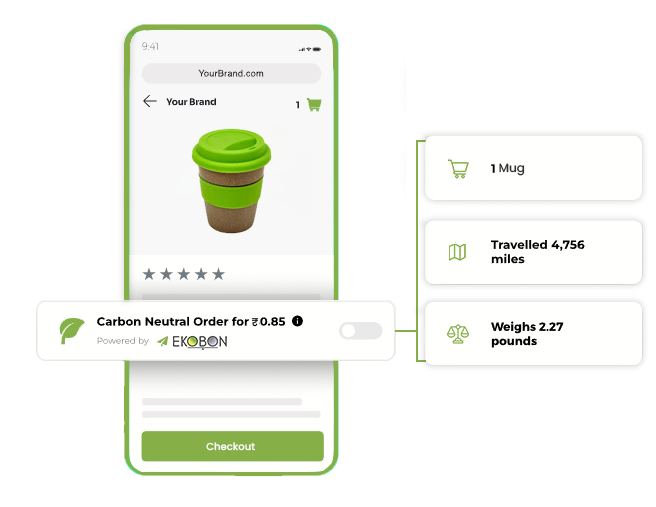 9:41
YourBrand.com
Your Brand
1
1 Mug
Travelled 4,756
miles
Carbon Neutral Order for ₹0.85
Powered by EKOBON
Weighs 2.27
pounds
Checkout